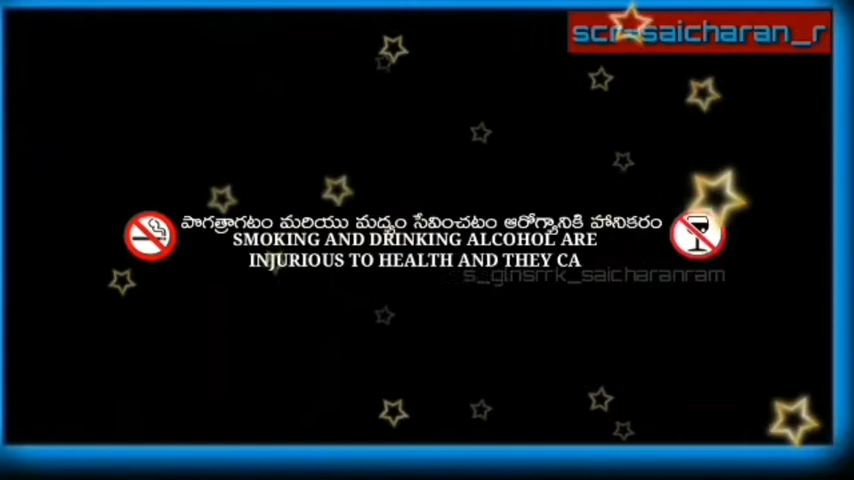 scr-saicharan_r
పొగత్రాగటం మరియు మద్యం సేవించటం ఆరోగ్యానికి హానికరం
SMOKING AND DRINKING ALCOHOL ARE
INJURIOUS TO HEALTH AND THEY CA